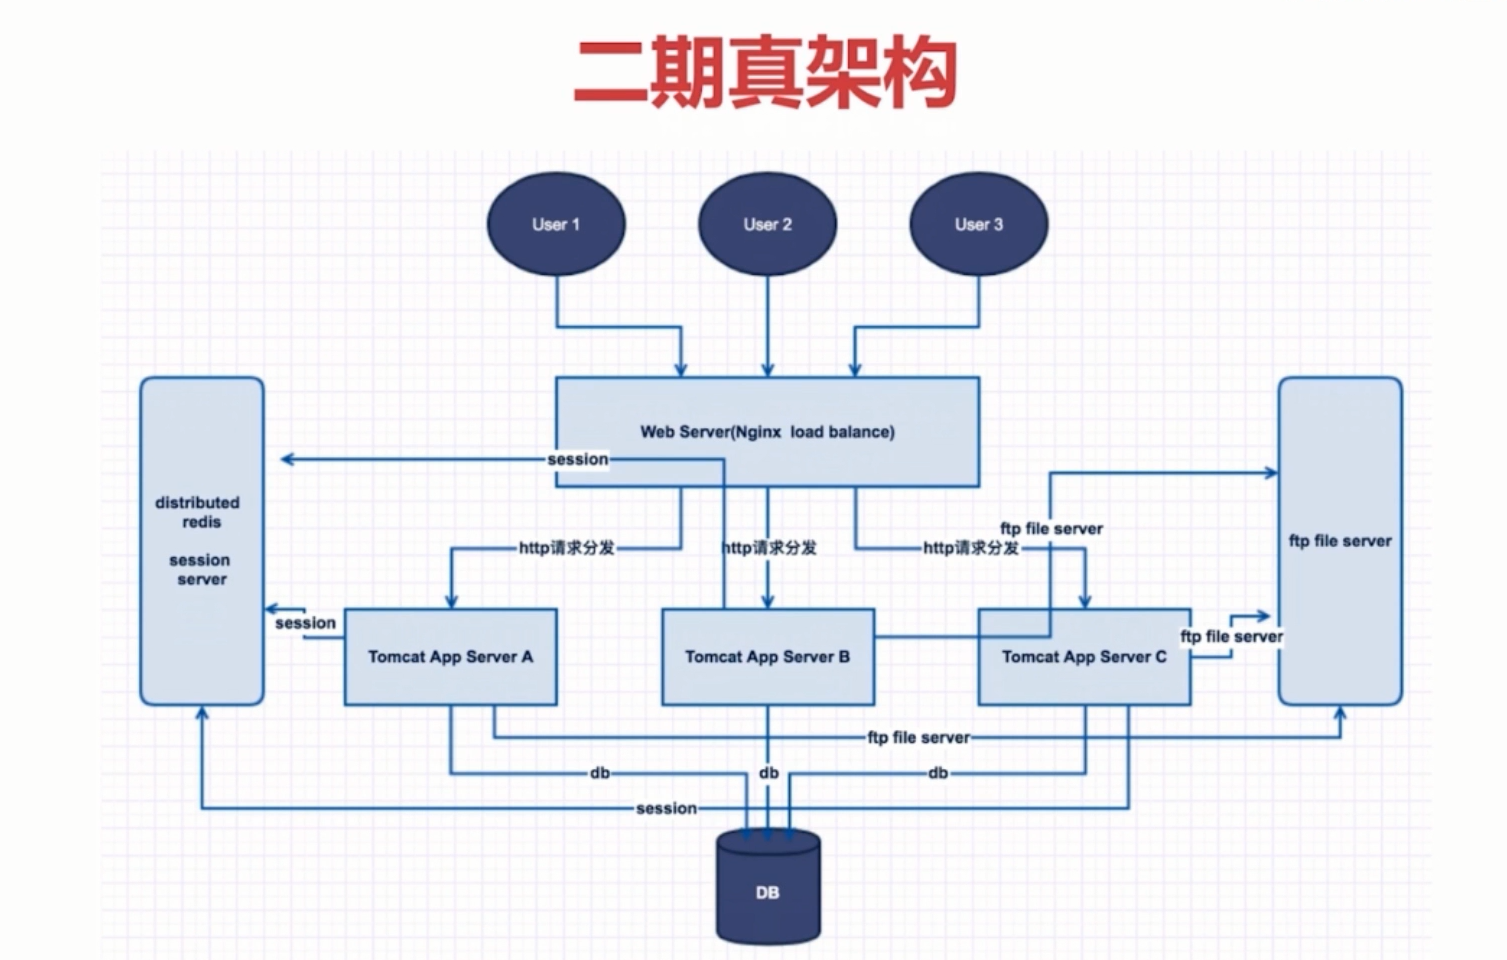 二期真架构
User 1
User 2
User 3
Web Server(Nginx  load balance)
session
distributed
redis
session
server
ftp file server
ftp file server
http请求分发
http请求分发
http请求分发
session
ftp file server
Tomcat App Server A
Tomcat App Server B
Tomcat App Server C
ftp file server
db
db
db
session
DB